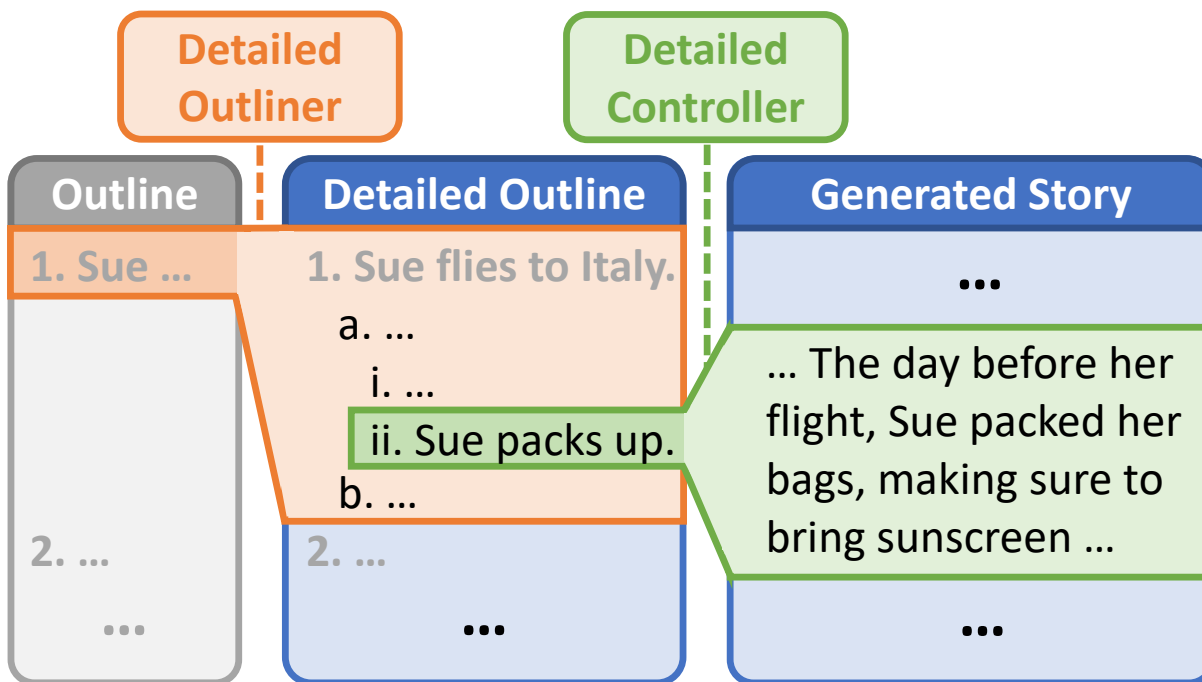 Detailed
Outliner
Detailed
Controller
Outline
1. Sue ...
2. ...
...
Detailed Outline
1. Sue flies to Italy.
a. ...
i. ...
ii. Sue packs up.
b. ...
2. ...
...
Generated Story
...
... The day before her
flight, Sue packed her
bags, making sure to
bring sunscreen ...
...